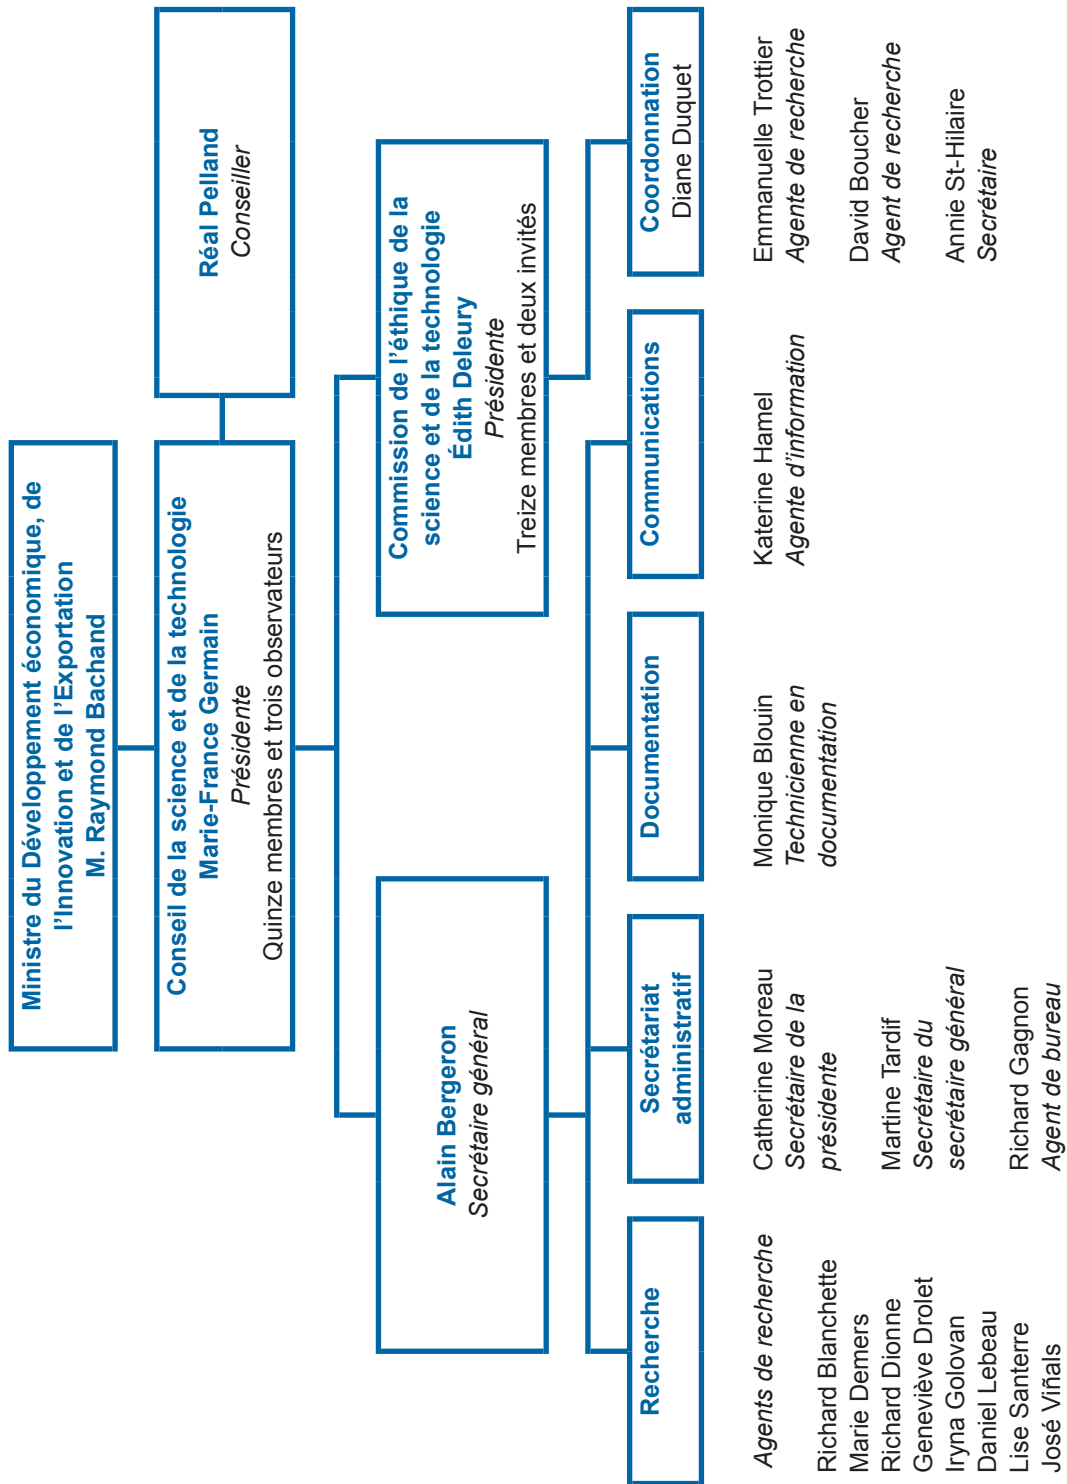 Ministre du Développement économique, de
l'Innovation et de l'Exportation
M. Raymond Bachand
Conseil de la science et de la technologie
Marie-France Germain
Présidente
Quinze membres et trois observateurs
Réal Pelland
Conseiller
Alain Bergeron
Secrétaire général
Commission de l'éthique de la
science et de la technologie
Édith Deleury
Présidente
Treize membres et deux invités
Recherche
Secrétariat
administratif
Documentation
Communications
Coordonnation
Diane Duquet
Agents de recherche
Richard Blanchette
Marie Demers
Richard Dionne
Geneviève Drolet
Iryna Golovan
Daniel Lebeau
Lise Santerre
José Viñals
Catherine Moreau
Secrétaire de la
présidente
Martine Tardif
Secrétaire du
secrétaire général
Richard Gagnon
Agent de bureau
Monique Blouin
Technicienne en
documentation
Katerine Hamel
Agente d'information
Emmanuelle Trottier
Agente de recherche
David Boucher
Agent de recherche
Annie St-Hilaire
Secrétaire